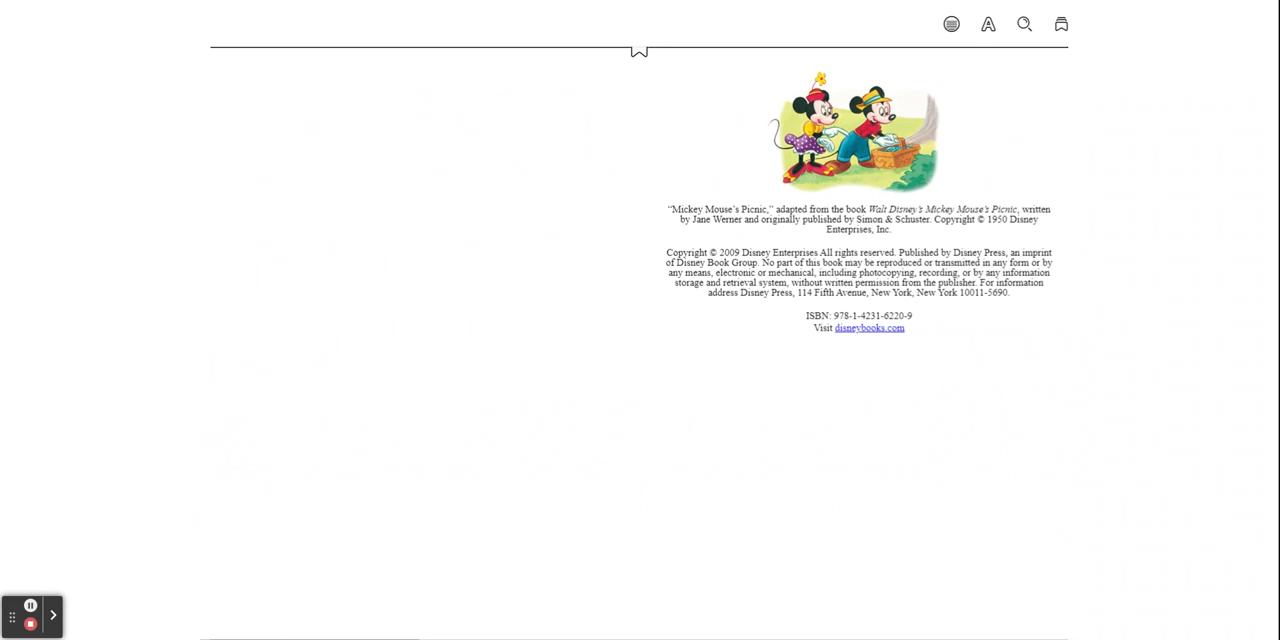 “Mickey Mouse’s Picnic,” adapted from the book Walt Disney’s Mickey Mouse’s Picnic, written
by Jane Werner and originally published by Simon & Schuster. Copyright © 1950 Disney
Enterprises, Inc.
Copyright © 2009 Disney Enterprises All rights reserved. Published by Disney Press, an imprint
of Disney Book Group. No part of this book may be reproduced or transmitted in any form or by
any means, electronic or mechanical, including photocopying, recording, or by any information
storage and retrieval system, without written permission from the publisher. For information
address Disney Press, 114 Fifth Avenue, New York, New York 10011-5690.
ISBN: 978-1-4231-6220-9
Visit disneybooks.com